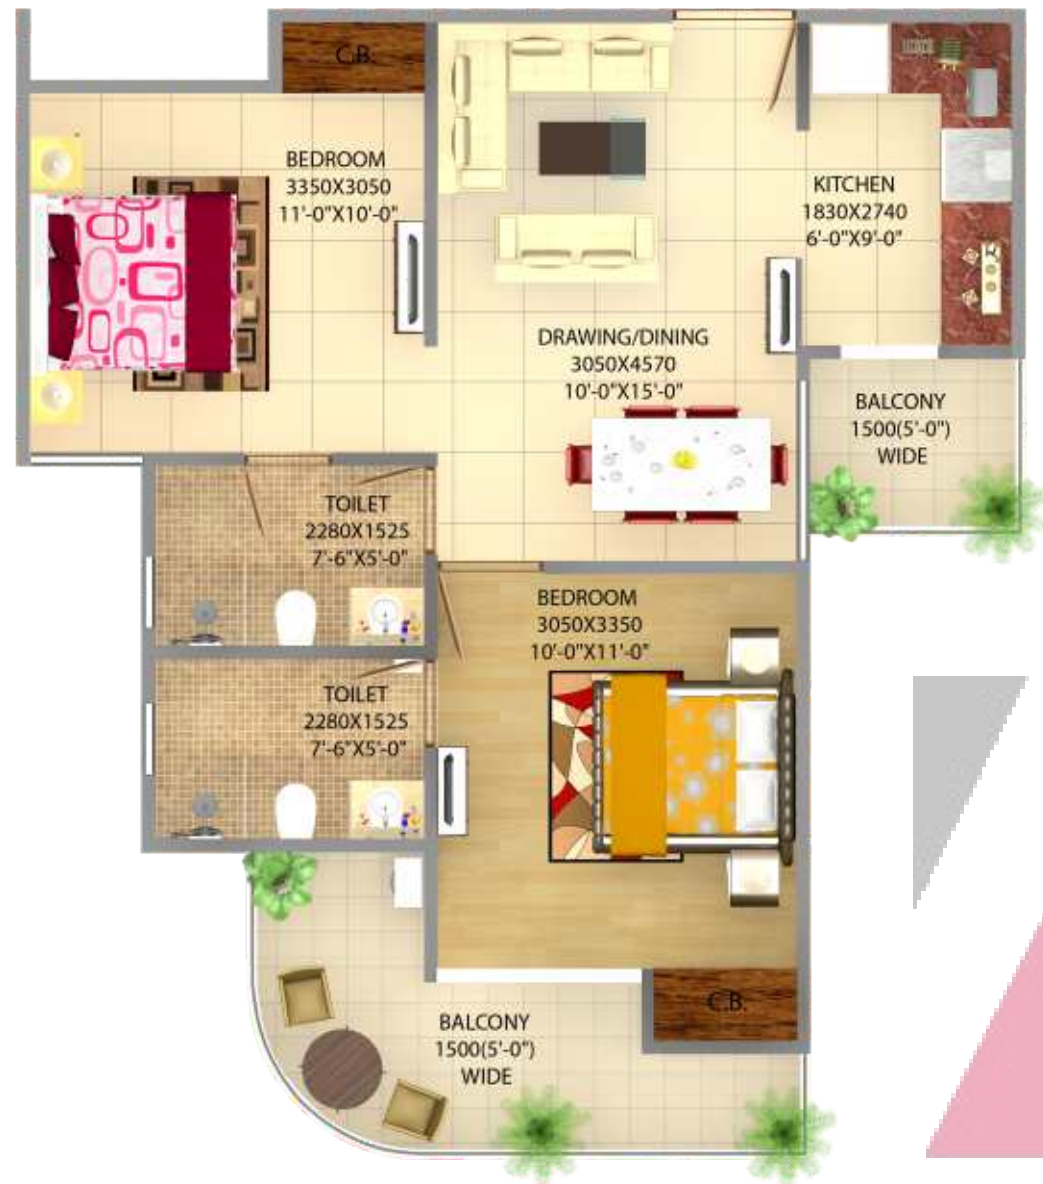 C.B.
BEDROOM
3350X3050
11'-0"X10'-0"
KITCHEN
1830X2740
6'-0"X9'-0"
DRAWING/DINING
3050X4570
10'-0"X15'-0"
BALCONY
1500(5'-0")
WIDE
TOILET
2280X1525
7'-6"X5'-0"
BEDROOM
3050X3350
10'-0"X11'-0"
TOILET
2280X1525
7'-6"X5'-0"
C.B.
BALCONY
1500(5'-0")
WIDE